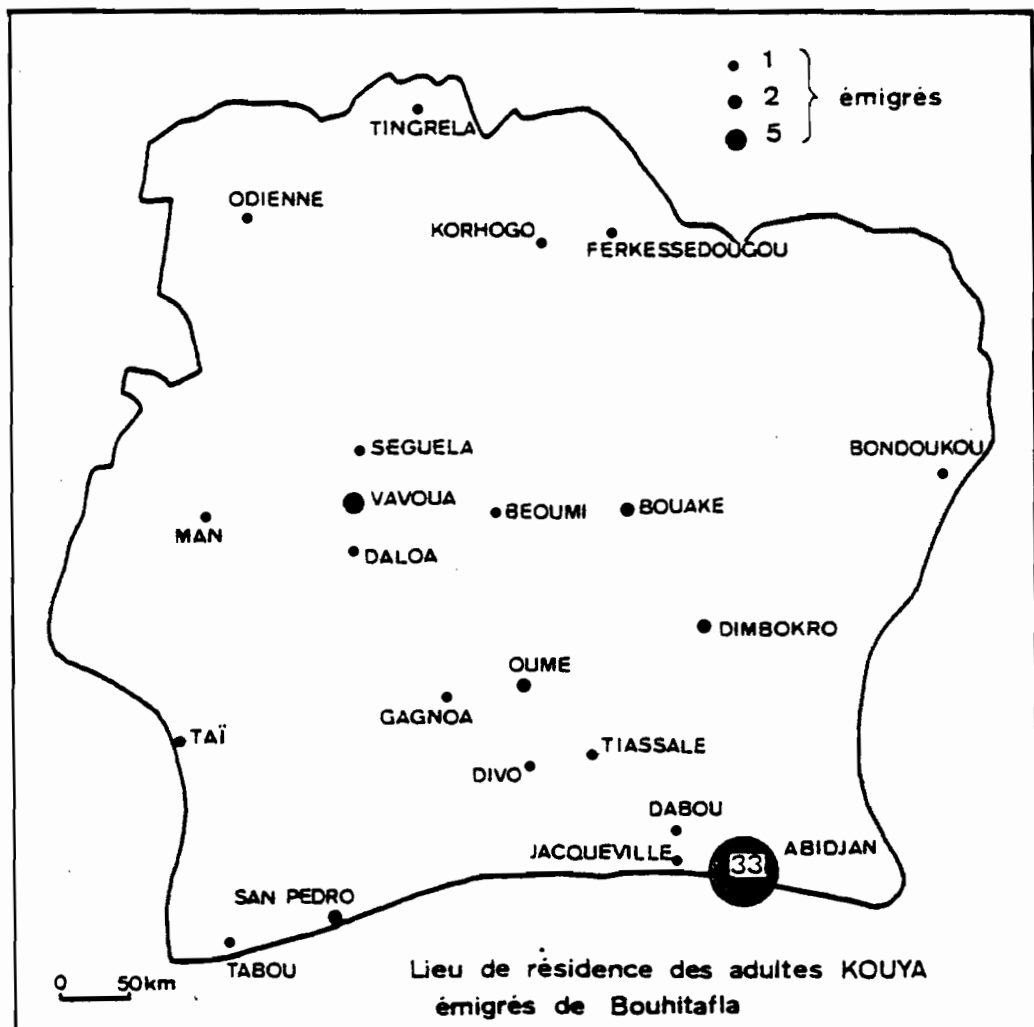 1
2 émigrés
5
TINGRELA
ODIENNE
KORHOGO
FERKESSEDOUGOU
SEGUELA
BONDOUKOU
VAVOUA
BEOUMI
BOUAKE
MAN
DALOA
DIMBOKRO
OUME
GAGNOA
TAÏ
TIASSALE
DIVO
DABOU
JACQUEVILLE
33
ABIDJAN
SAN PEDRO
TABOU
0 50km
Lieu de résidence des adultes KOUYA
émigrés de Bouhitafla